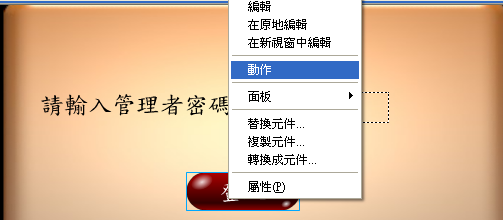 編輯
在原地編輯
在新視窗中編輯
動作
面板
請輸入管理者密碼
替換元件...
複製元件...
轉換成元件...
屬性(P)
登